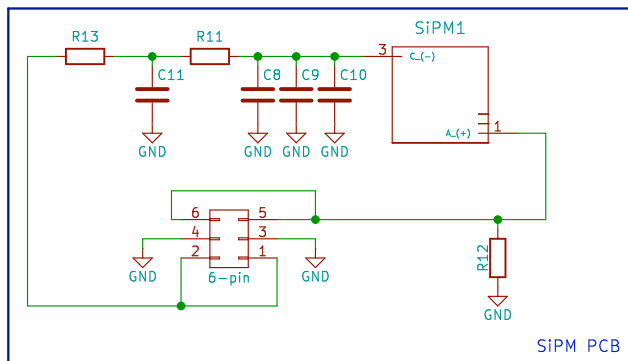 SiPM1
R13
R11
3
C_(-)
C11
C8
C9
C10
A_(+)
1
GND
GND
GND
GND
6
5
4
3
2
1
GND
6-pin
GND
R12
GND
SiPM PCB